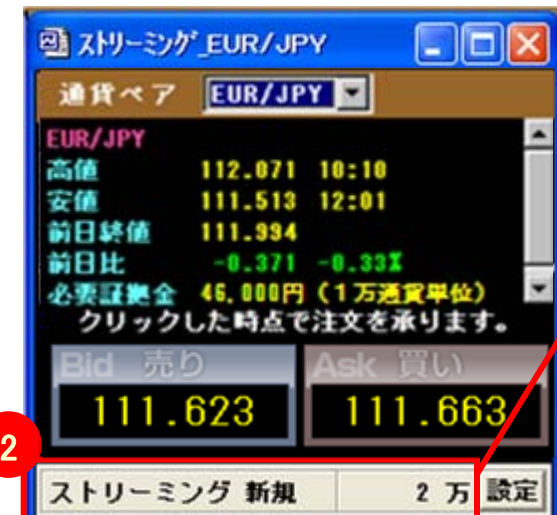 ストリーミング_EUR/JPY
通貨ペア EUR/JPY
EUR/JPY
高値 112.071 10:10
安値 111.513 12:01
前日終値 111.994
前日比 -0.371 -0.33%
必要証拠金 46,000円 (1万通貨単位)
クリックした時点で注文を承ります。
Bid 売り Ask 買い
111.623 111.663
2
ストリーミング 新規 2 万 設定